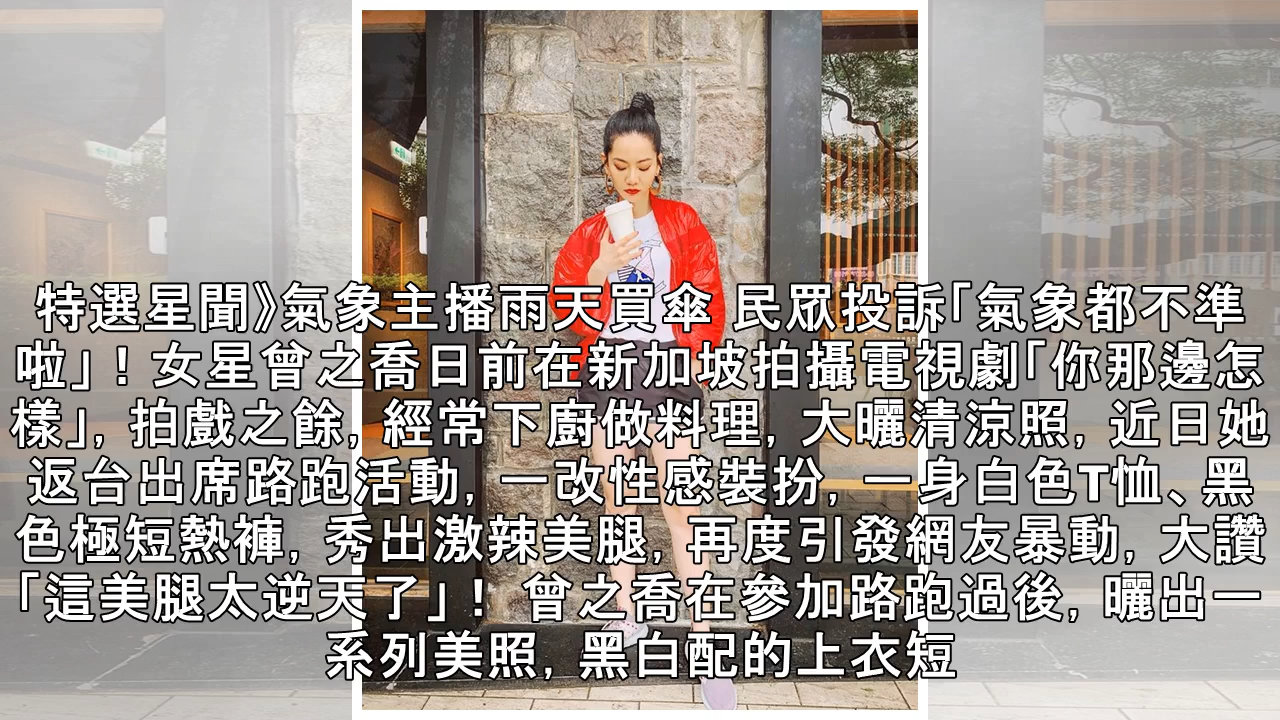 特選星聞》氣象主播雨天買傘 民眾投訴「氣象都不準
啦」! 女星曾之喬日前在新加坡拍攝電視劇「你那邊怎
樣」, 拍戲之餘, 經常下廚做料理, 大曬清涼照, 近日她
返台出席路跑活動, 一改性感裝扮, 一身白色T恤、黑
色極短熱褲, 秀出激辣美腿, 再度引發網友暴動, 大讚
「這美腿太逆天了」! 曾之喬在參加路跑過後, 曬出一
系列美照, 黑白配的上衣短